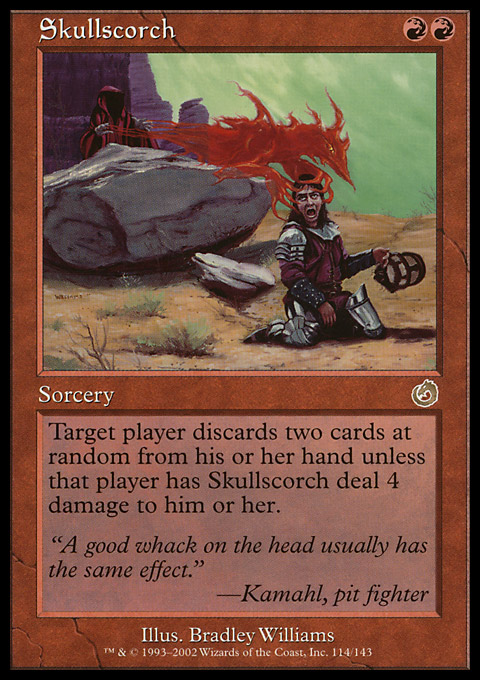 Skullscorch
Sorcery
Target player discards two cards at
random from his or her hand unless
that player has Skullscorch deal 4
damage to him or her.
“A good whack on the head usually has
the same effect.”
—Kamahl, pit fighter
Illus. Bradley Williams
™ & © 1993–2002 Wizards of the Coast, Inc. 114/143